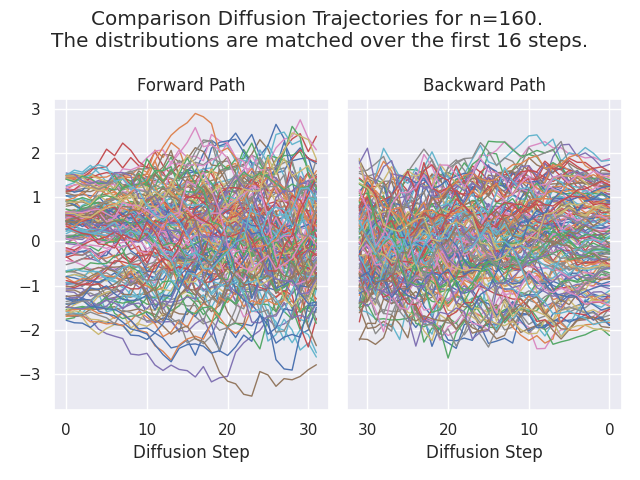 Comparison Diffusion Trajectories for n=160.
The distributions are matched over the first 16 steps.
Forward Path
Backward Path
3
2
1
0
−1
−2
−3
0 10 20 30
30 20 10 0
Diffusion Step
Diffusion Step